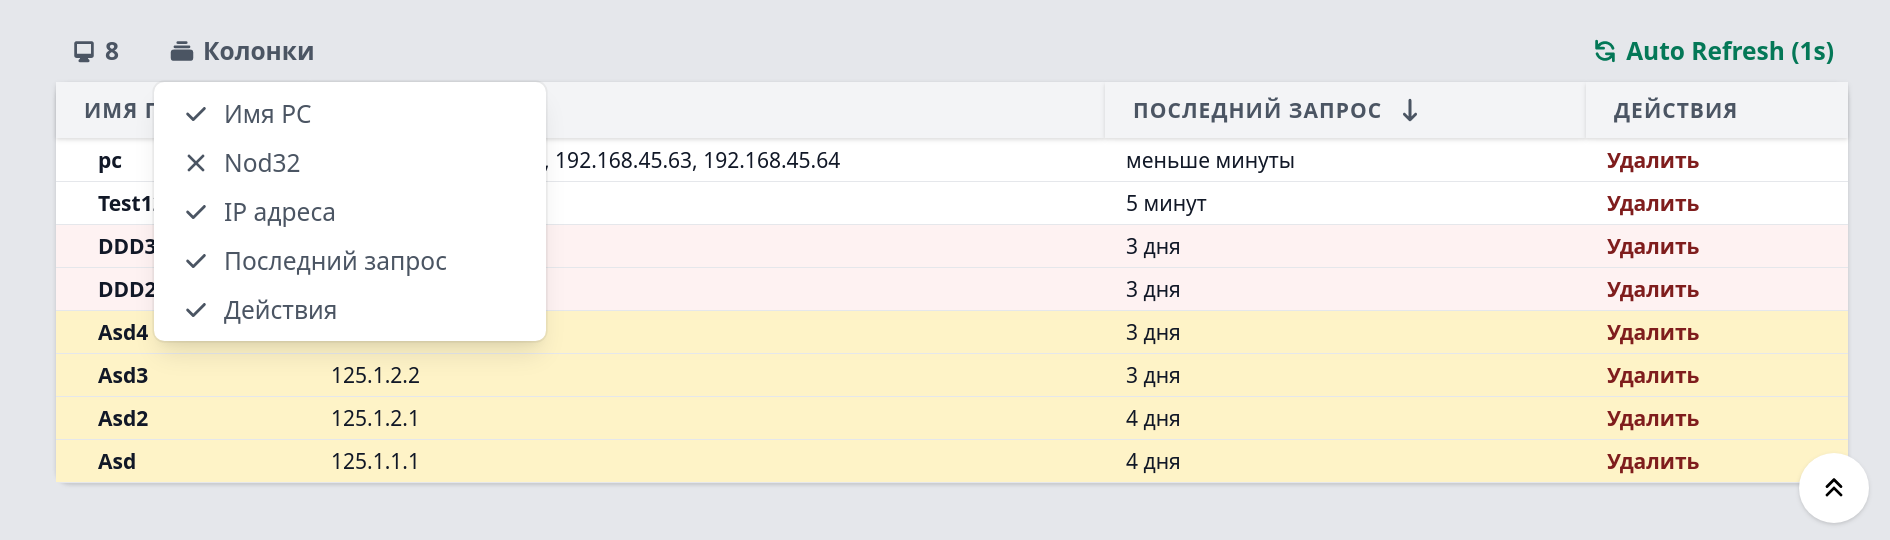 8 Колонки Auto Refresh (1s)
ИМЯ ПОСЛЕДНИЙ ЗАПРОС ДЕЙСТВИЯ
Имя PC
Nod32
IP адреса
Последний запрос
Действия
pc , 192.168.45.63, 192.168.45.64 меньше минуты Удалить
Test1 5 минут Удалить
DDD3 3 дня Удалить
DDD2 3 дня Удалить
Asd4 3 дня Удалить
Asd3 125.1.2.2 3 дня Удалить
Asd2 125.1.2.1 4 дня Удалить
Asd 125.1.1.1 4 дня Удалить